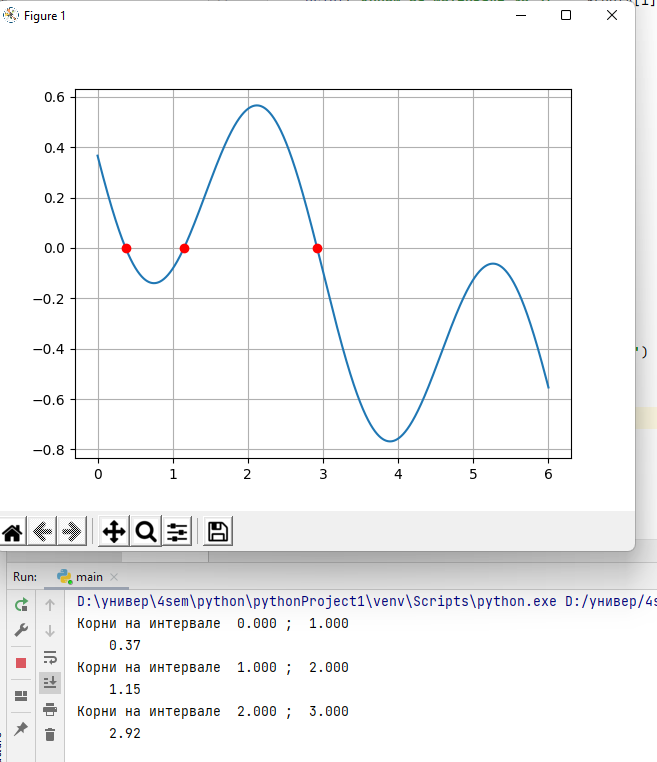 Figure 1
0.6
0.4
0.2
0.0
−0.2
−0.4
−0.6
−0.8
0 1 2 3 4 5 6
')
Run: main
D:\универ\4sem\python\pythonProject1\venv\Scripts\python.exe D:/универ/4s
Корни на интервале 0.000 ; 1.000
0.37
Корни на интервале 1.000 ; 2.000
1.15
Корни на интервале 2.000 ; 3.000
2.92